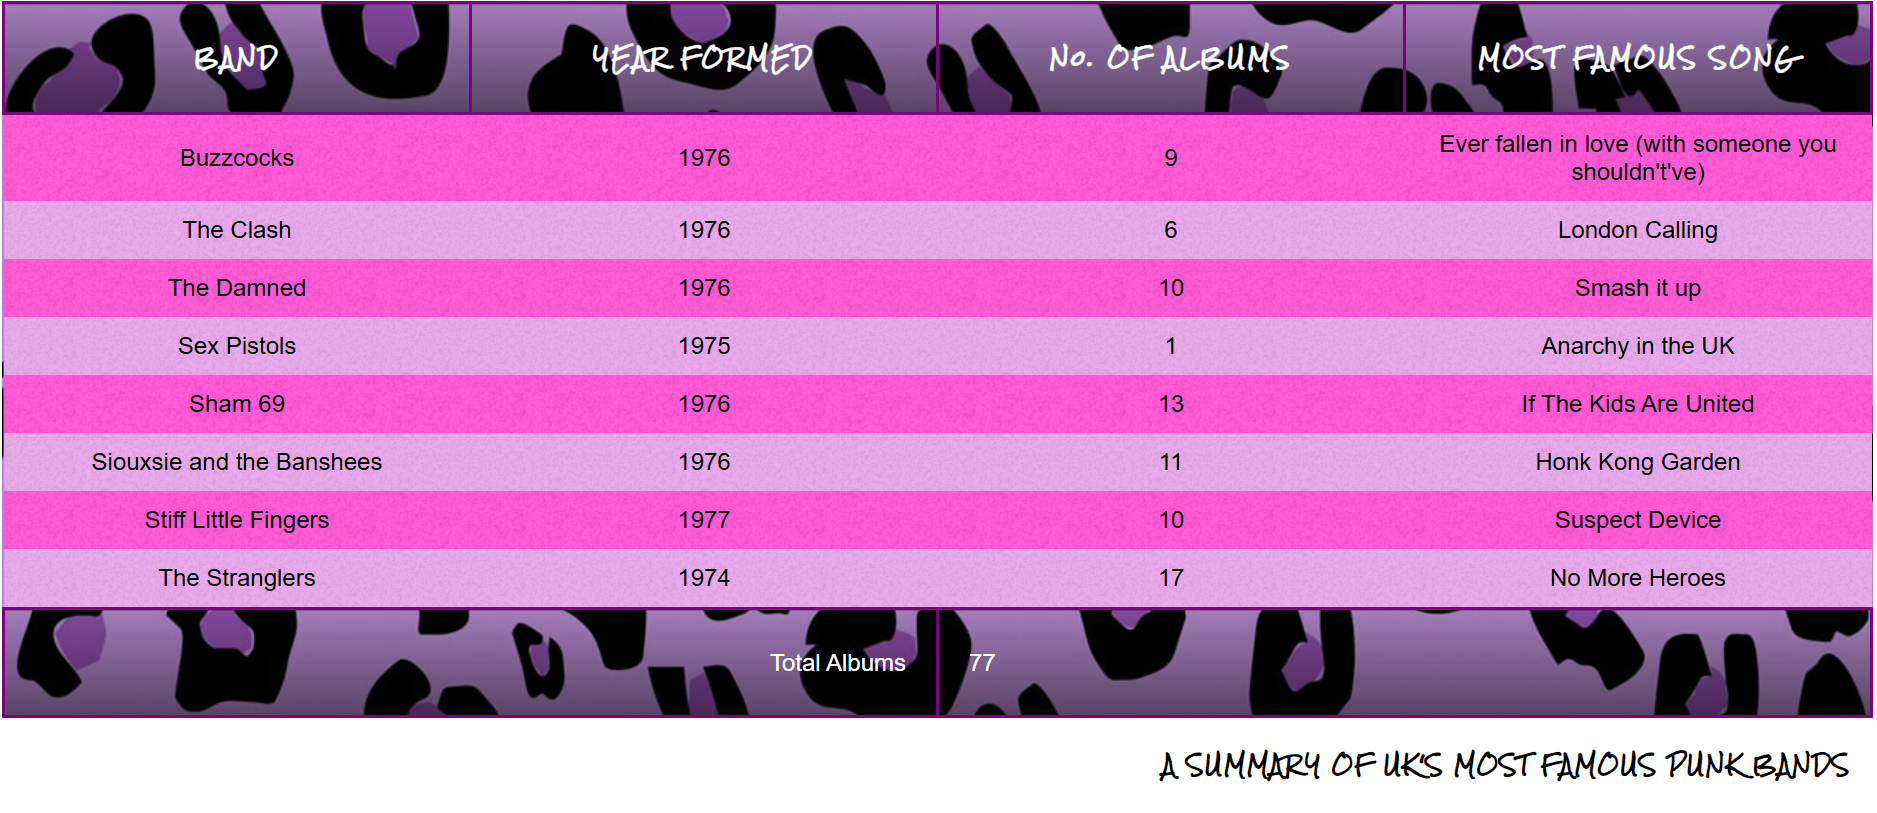 BAND YEAR FORMED No. OF ALBUMS MOST FAMOUS SONG
Buzzcocks 1976 9 Ever fallen in love (with someone you
shouldn't've)
The Clash 1976 6 London Calling
The Damned 1976 10 Smash it up
Sex Pistols 1975 1 Anarchy in the UK
Sham 69 1976 13 If The Kids Are United
Siouxsie and the Banshees 1976 11 Honk Kong Garden
Stiff Little Fingers 1977 10 Suspect Device
The Stranglers 1974 17 No More Heroes
Total Albums 77
A SUMMARY OF UK'S MOST FAMOUS PUNK BANDS